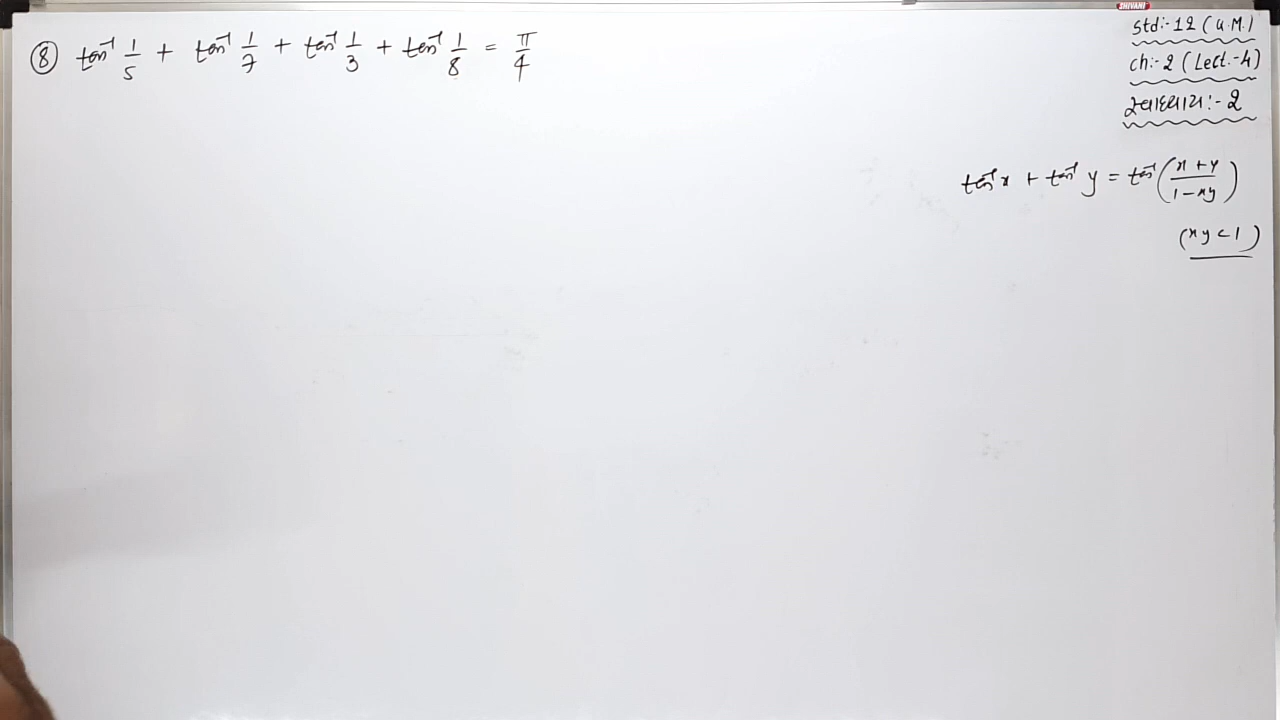 SHIVANI
Std:-12 (G.M.)
Ch:-2 (Lect.-4)
સ્વાધ્યાય:-2
⑧ tan⁻¹ 1/5 + tan⁻¹ 1/7 + tan⁻¹ 1/3 + tan⁻¹ 1/8 = π/4
tan⁻¹x + tan⁻¹y = tan⁻¹((x+y)/(1-xy))
(xy<1)